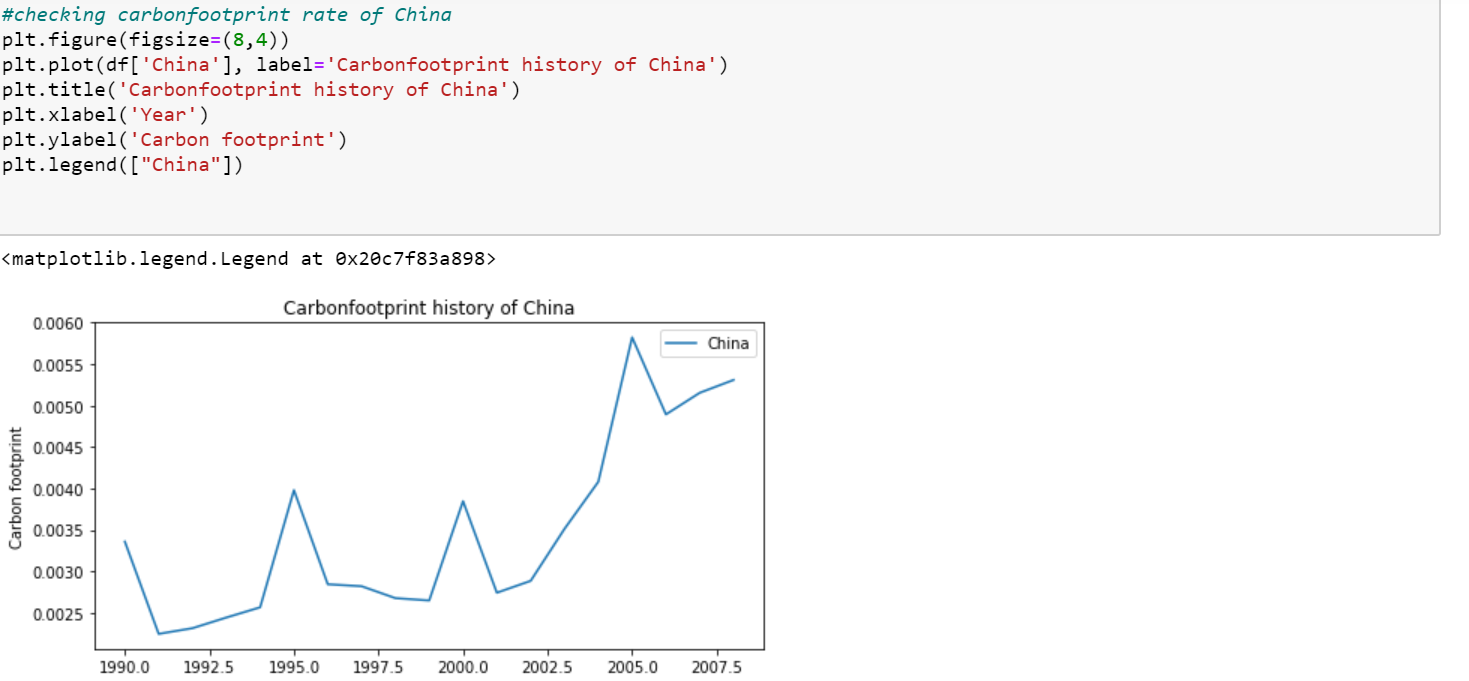 #checking carbonfootprint rate of China
plt.figure(figsize=(8,4))
plt.plot(df['China'], label='Carbonfootprint history of China')
plt.title('Carbonfootprint history of China')
plt.xlabel('Year')
plt.ylabel('Carbon footprint')
plt.legend(["China"])
<matplotlib.legend.Legend at 0x20c7f83a898>
Carbonfootprint history of China
China
0.0060
0.0055
0.0050
0.0045
0.0040
0.0035
0.0030
0.0025
Carbon footprint
1990.0 1992.5 1995.0 1997.5 2000.0 2002.5 2005.0 2007.5